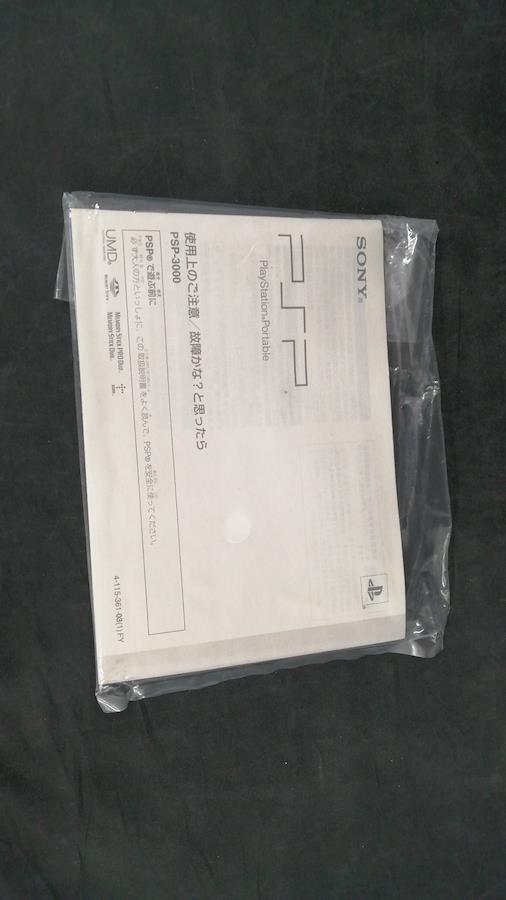 SONY®
PSP
PlayStation®Portable
使用上のご注意/故障かな?と思ったら
PSP-3000
PSP®で遊ぶ前に
必ず大人の方といっしょに、この取扱説明書をよく読んで、PSP®を安全に使ってください。
UMD®
MEMORY STICK PRO DUO™
MEMORY STICK DUO™
4-115-361-03(1) FY